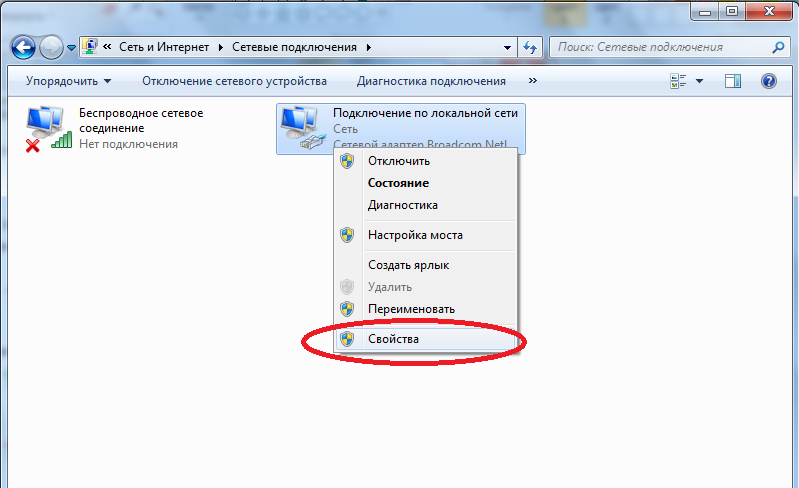 « Сеть и Интернет Сетевые подключения
Поиск: Сетевые подключения
Упорядочить Отключение сетевого устройства Диагностика подключения »
Беспроводное сетевое
соединение
Нет подключения
Подключение по локальной сети
Сеть
Сетевой адаптер Broadcom NetL
Отключить
Состояние
Диагностика
Настройка моста
Создать ярлык
Удалить
Переименовать
Свойства